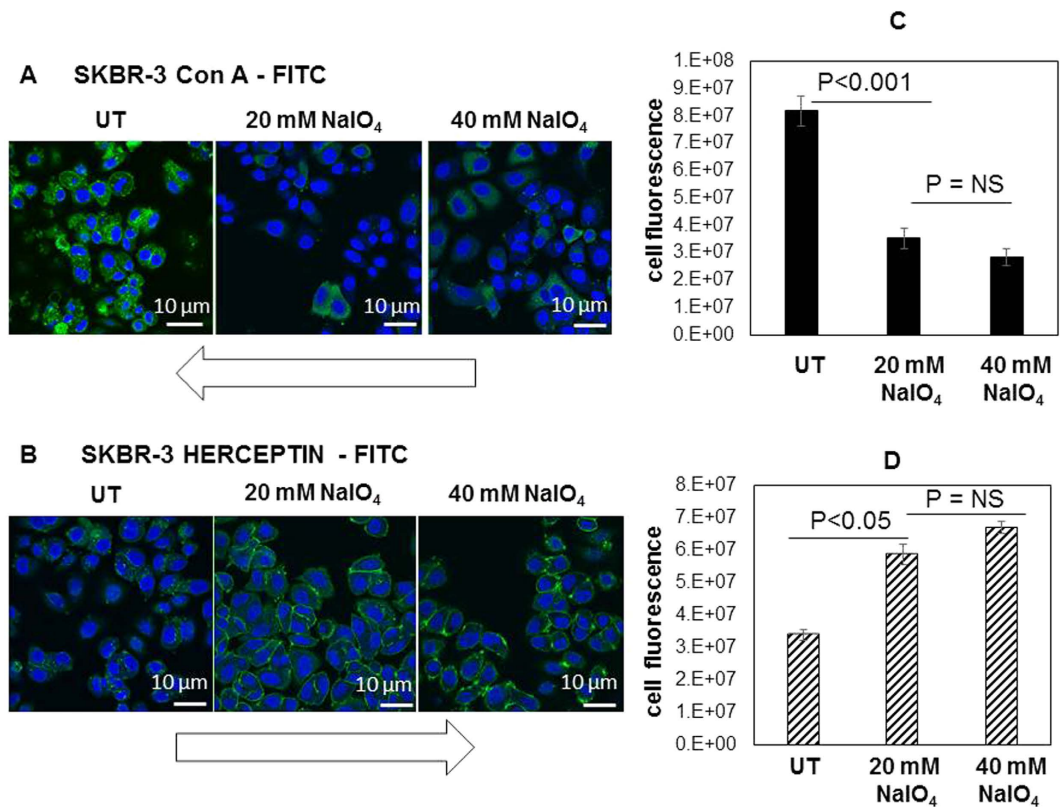 A SKBR-3 Con A - FITC
UT 20 mM NaIO₄ 40 mM NaIO₄
10 µm 10 µm 10 µm
B SKBR-3 HERCEPTIN - FITC
UT 20 mM NaIO₄ 40 mM NaIO₄
10 µm 10 µm 10 µm
C
cell fluorescence
1.E+08
9.E+07
8.E+07
7.E+07
6.E+07
5.E+07
4.E+07
3.E+07
2.E+07
1.E+07
0.E+00
P<0.001
P = NS
UT 20 mM 40 mM
NaIO₄ NaIO₄
D
cell fluorescence
8.E+07
7.E+07
6.E+07
5.E+07
4.E+07
3.E+07
2.E+07
1.E+07
0.E+00
P<0.05
P = NS
UT 20 mM 40 mM
NaIO₄ NaIO₄